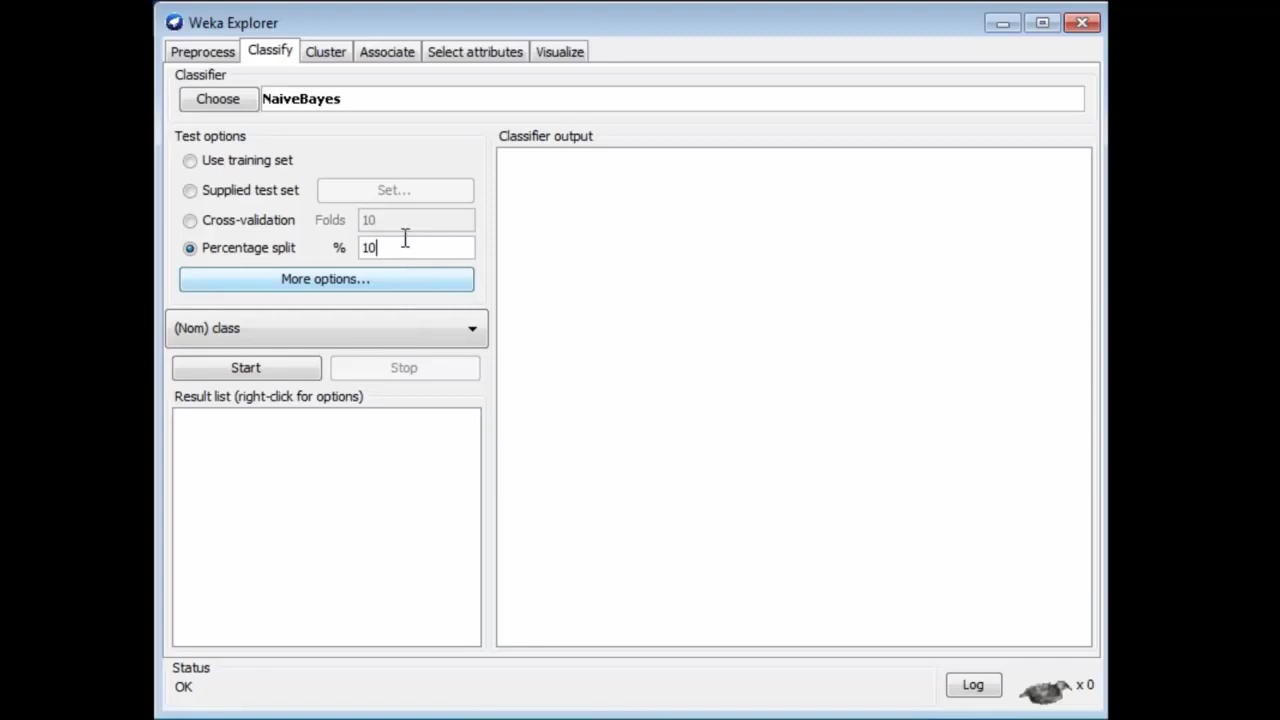 Weka Explorer
Preprocess Classify Cluster Associate Select attributes Visualize
Classifier
Choose NaiveBayes
Test options
Use training set
Supplied test set Set...
Cross-validation Folds 10
Percentage split % 10
More options...
(Nom) class
Start Stop
Result list (right-click for options)
Classifier output
Status
OK
Log x 0